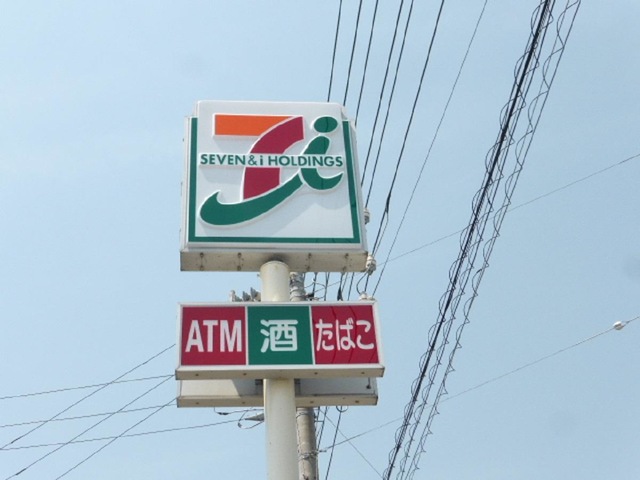 SEVEN & i HOLDINGS
ATM 酒 たばこ